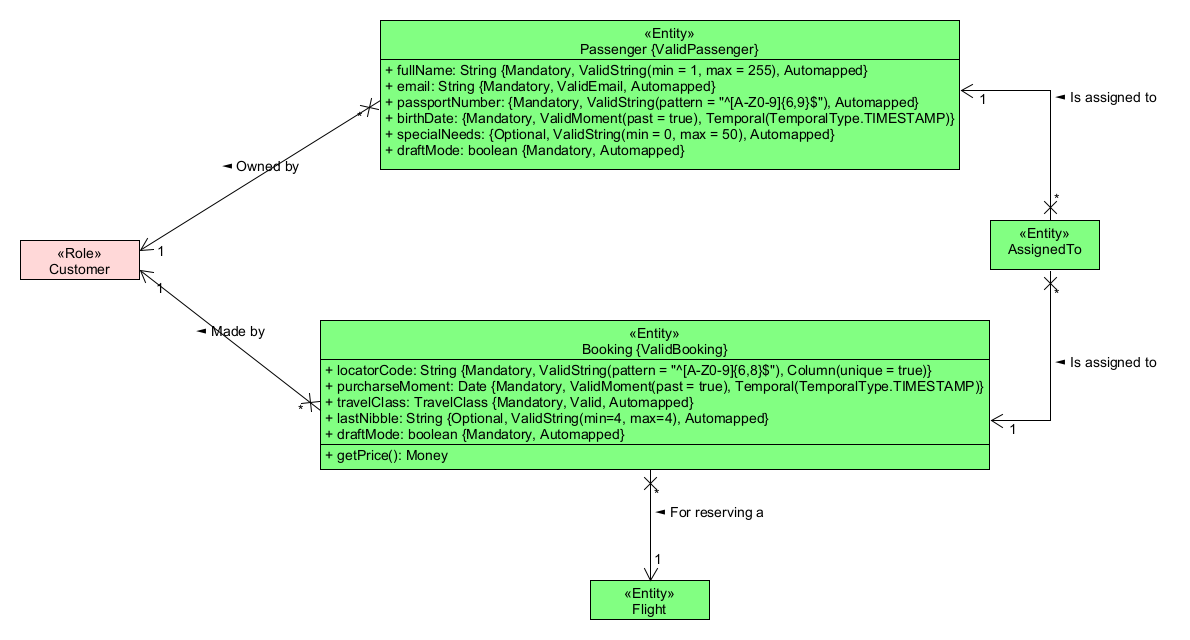 «Entity»
Passenger {ValidPassenger}
+ fullName: String {Mandatory, ValidString(min = 1, max = 255), Automapped}
+ email: String {Mandatory, ValidEmail, Automapped}
+ passportNumber: {Mandatory, ValidString(pattern = "^[A-Z0-9]{6,9}$"), Automapped}
+ birthDate: {Mandatory, ValidMoment(past = true), Temporal(TemporalType.TIMESTAMP)}
+ specialNeeds: {Optional, ValidString(min = 0, max = 50), Automapped}
+ draftMode: boolean {Mandatory, Automapped}
1
◄ Is assigned to
*
◄ Owned by
*
1
«Entity»
AssignedTo
*
«Role»
Customer
1
◄ Made by
*
«Entity»
Booking {ValidBooking}
+ locatorCode: String {Mandatory, ValidString(pattern = "^[A-Z0-9]{6,8}$"), Column(unique = true)}
+ purcharseMoment: Date {Mandatory, ValidMoment(past = true), Temporal(TemporalType.TIMESTAMP)}
+ travelClass: TravelClass {Mandatory, Valid, Automapped}
+ lastNibble: String {Optional, ValidString(min=4, max=4), Automapped}
+ draftMode: boolean {Mandatory, Automapped}
+ getPrice(): Money
◄ Is assigned to
1
*
◄ For reserving a
1
«Entity»
Flight